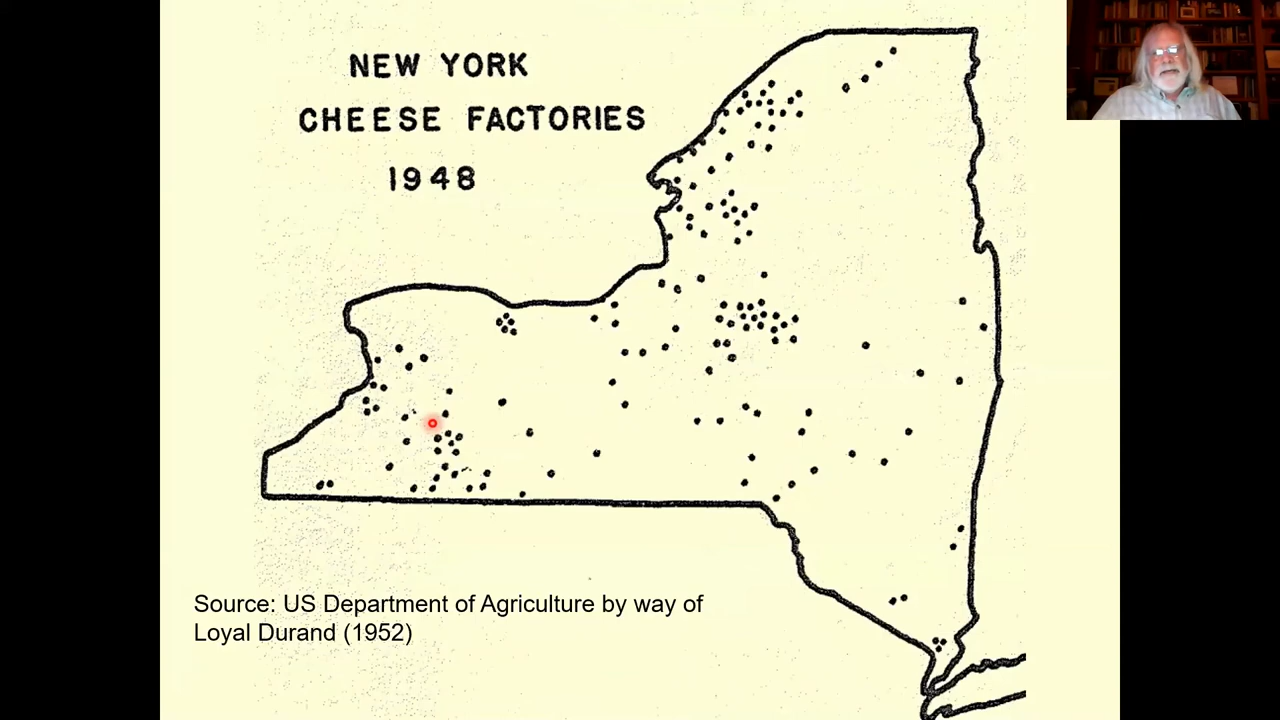 NEW YORK
CHEESE FACTORIES
1948
Source: US Department of Agriculture by way of
Loyal Durand (1952)